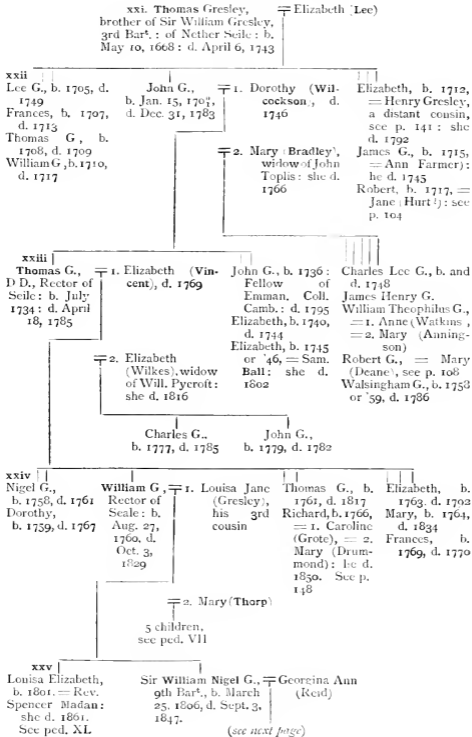 xxi. Thomas Gresley, = Elizabeth (Lee)
brother of Sir William Gresley,
3rd Bart.: of Nether Seile: b.
May 10, 1668: d. April 6, 1743
xxii
Lee G., b. 1705, d.
1749
Frances, b. 1707,
d. 1713
Thomas G, b.
1708, d. 1709
William G, b. 1710,
d. 1717
John G.,
b. Jan. 15,
d. Dec. 31, 1783
= 1. Dorothy (Wil-
cockson), d.
1746
= 2. Mary (Bradley),
widow of John
Toplis: she d.
1766
Elizabeth, b. 1712,
= Henry Gresley,
a distant cousin,
see p. 141: she
d. 1792
James G., b. 1715,
= Ann Farmer):
he d. 1745
Robert, b. 1717, =
Jane (Hurt): see
p. 104
xxiii
Thomas G.,
D D., Rector of
Seile: b. July
1734: d. April
18, 1785
= 1. Elizabeth (Vin-
cent), d. 1769
= 2. Elizabeth
(Wilkes), widow
of Will. Pycroft:
she d. 1816
John G., b. 1736:
Fellow of
Emman. Coll.
Camb.: d. 1795
Elizabeth, b. 1740,
d. 1744
Elizabeth, b. 1745
or '46, = Sam.
Ball: she d.
1802
Charles Lee G., b. and
d. 1748
James Henry G.
William Theophilus G.,
= 1. Anne (Watkins,
= 2. Mary (Anning-
son)
Robert G., = Mary
(Deane), see p. 108
Walsingham G., b. 1758
or '59, d. 1786
Charles G.,
b. 1777, d. 1785
John G.,
b. 1779, d. 1782
xxiv
Nigel G.,
b. 1758, d. 1761
Dorothy,
b. 1759, d. 1767
William G, = 1. Louisa Jane
Rector of
Seale: b.
Aug. 27,
1760, d.
Oct. 3,
1829
(Gresley),
his 3rd
cousin
Thomas G., b.
1761, d. 1817
Richard, b. 1766,
= 1. Caroline
(Grote), = 2.
Mary (Drum-
mond): he d.
1850. See p.
148
Elizabeth, b.
1763. d. 1792
Mary, b. 1764,
d. 1834
Frances, b.
1769, d. 1770
= 2. Mary (Thorp)
5 children,
see ped. VII
xxv
Louisa Elizabeth,
b. 1801. = Rev.
Spencer Madan:
she d. 1861.
See ped. XL
Sir William Nigel G., = Georgina Ann
9th Bart., b. March
25. 1806, d. Sept. 3,
1847.
(Reid)
(see next page)